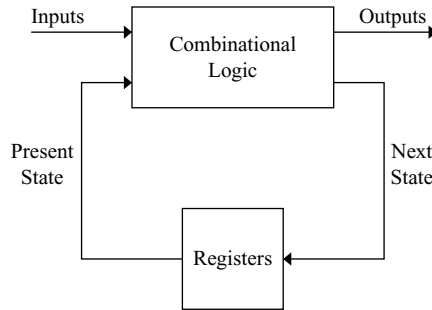 Inputs
Outputs
Combinational
Logic
Present
State
Next
State
Registers